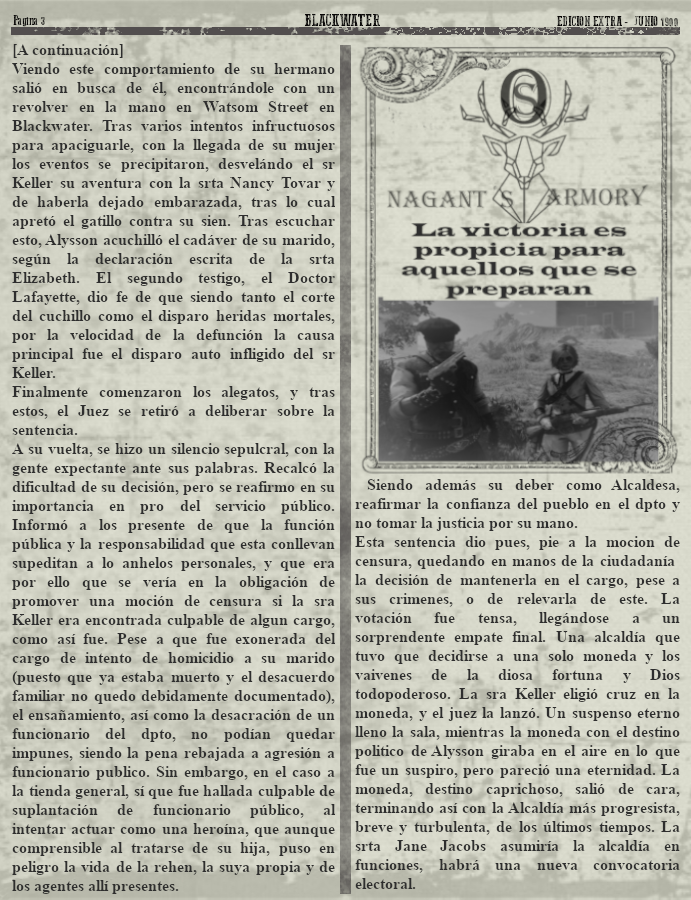 Pagina 3
BLACKWATER
EDICION EXTRA - JUNIO 1900
[A continuación]
Viendo este comportamiento de su hermano
salió en busca de él, encontrándole con un
revolver en la mano en Watsom Street en
Blackwater. Tras varios intentos infructuosos
para apaciguarle, con la llegada de su mujer
los eventos se precipitaron, desvelándo el sr
Keller su aventura con la srta Nancy Tovar y
de haberla dejado embarazada, tras lo cual
apretó el gatillo contra su sien. Tras escuchar
esto, Alysson acuchilló el cadáver de su marido,
según la declaración escrita de la srta
Elizabeth. El segundo testigo, el Doctor
Lafayette, dio fe de que siendo tanto el corte
del cuchillo como el disparo heridas mortales,
por la velocidad de la defunción la causa
principal fue el disparo auto infligido del sr
Keller.
Finalmente comenzaron los alegatos, y tras
estos, el Juez se retiró a deliberar sobre la
sentencia.
A su vuelta, se hizo un silencio sepulcral, con la
gente expectante ante sus palabras. Recalcó la
dificultad de su decisión, pero se reafirmo en su
importancia en pro del servicio público.
Informó a los presente de que la función
pública y la responsabilidad que esta conllevan
supeditan a lo anhelos personales, y que era
por ello que se vería en la obligación de
promover una moción de censura si la sra
Keller era encontrada culpable de algun cargo,
como así fue. Pese a que fue exonerada del
cargo de intento de homicidio a su marido
(puesto que ya estaba muerto y el desacuerdo
familiar no quedo debidamente documentado),
el ensañamiento, así como la desacración de un
funcionario del dpto, no podían quedar
impunes, siendo la pena rebajada a agresión a
funcionario publico. Sin embargo, en el caso a
la tienda general, sí que fue hallada culpable de
suplantación de funcionario público, al
intentar actuar como una heroína, que aunque
comprensible al tratarse de su hija, puso en
peligro la vida de la rehen, la suya propia y de
los agentes allí presentes.
OS
NAGANT S ARMORY
La victoria es
propicia para
aquellos que se
preparan
Siendo además su deber como Alcaldesa,
reafirmar la confianza del pueblo en el dpto y
no tomar la justicia por su mano.
Esta sentencia dio pues, pie a la mocion de
censura, quedando en manos de la ciudadanía
la decisión de mantenerla en el cargo, pese a
sus crimenes, o de relevarla de este. La
votación fue tensa, llegándose a un
sorprendente empate final. Una alcaldía que
tuvo que decidirse a una solo moneda y los
vaivenes de la diosa fortuna y Dios
todopoderoso. La sra Keller eligió cruz en la
moneda, y el juez la lanzó. Un suspenso eterno
lleno la sala, mientras la moneda con el destino
politico de Alysson giraba en el aire en lo que
fue un suspiro, pero pareció una eternidad. La
moneda, destino caprichoso, salió de cara,
terminando así con la Alcaldía más progresista,
breve y turbulenta, de los últimos tiempos. La
srta Jane Jacobs asumiría la alcaldía en
funciones, habrá una nueva convocatoria
electoral.